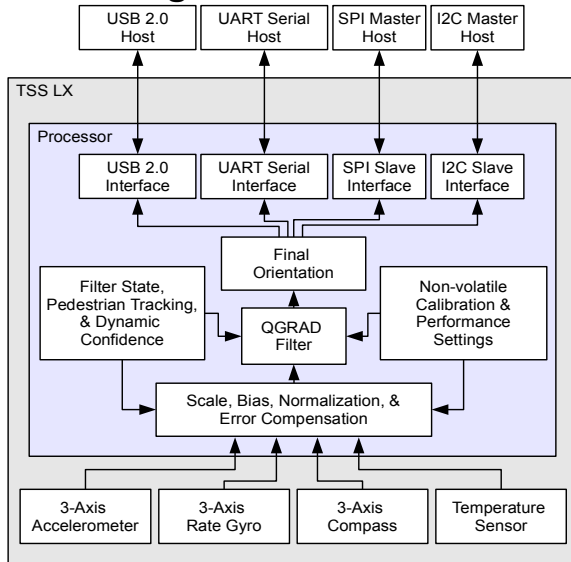 USB 2.0
Host
UART Serial
Host
SPI Master
Host
I2C Master
Host
TSS LX
Processor
USB 2.0
Interface
UART Serial
Interface
SPI Slave
Interface
I2C Slave
Interface
Final
Orientation
Filter State,
Pedestrian Tracking,
& Dynamic
Confidence
QGRAD
Filter
Non-volatile
Calibration &
Performance
Settings
Scale, Bias, Normalization, &
Error Compensation
3-Axis
Accelerometer
3-Axis
Rate Gyro
3-Axis
Compass
Temperature
Sensor